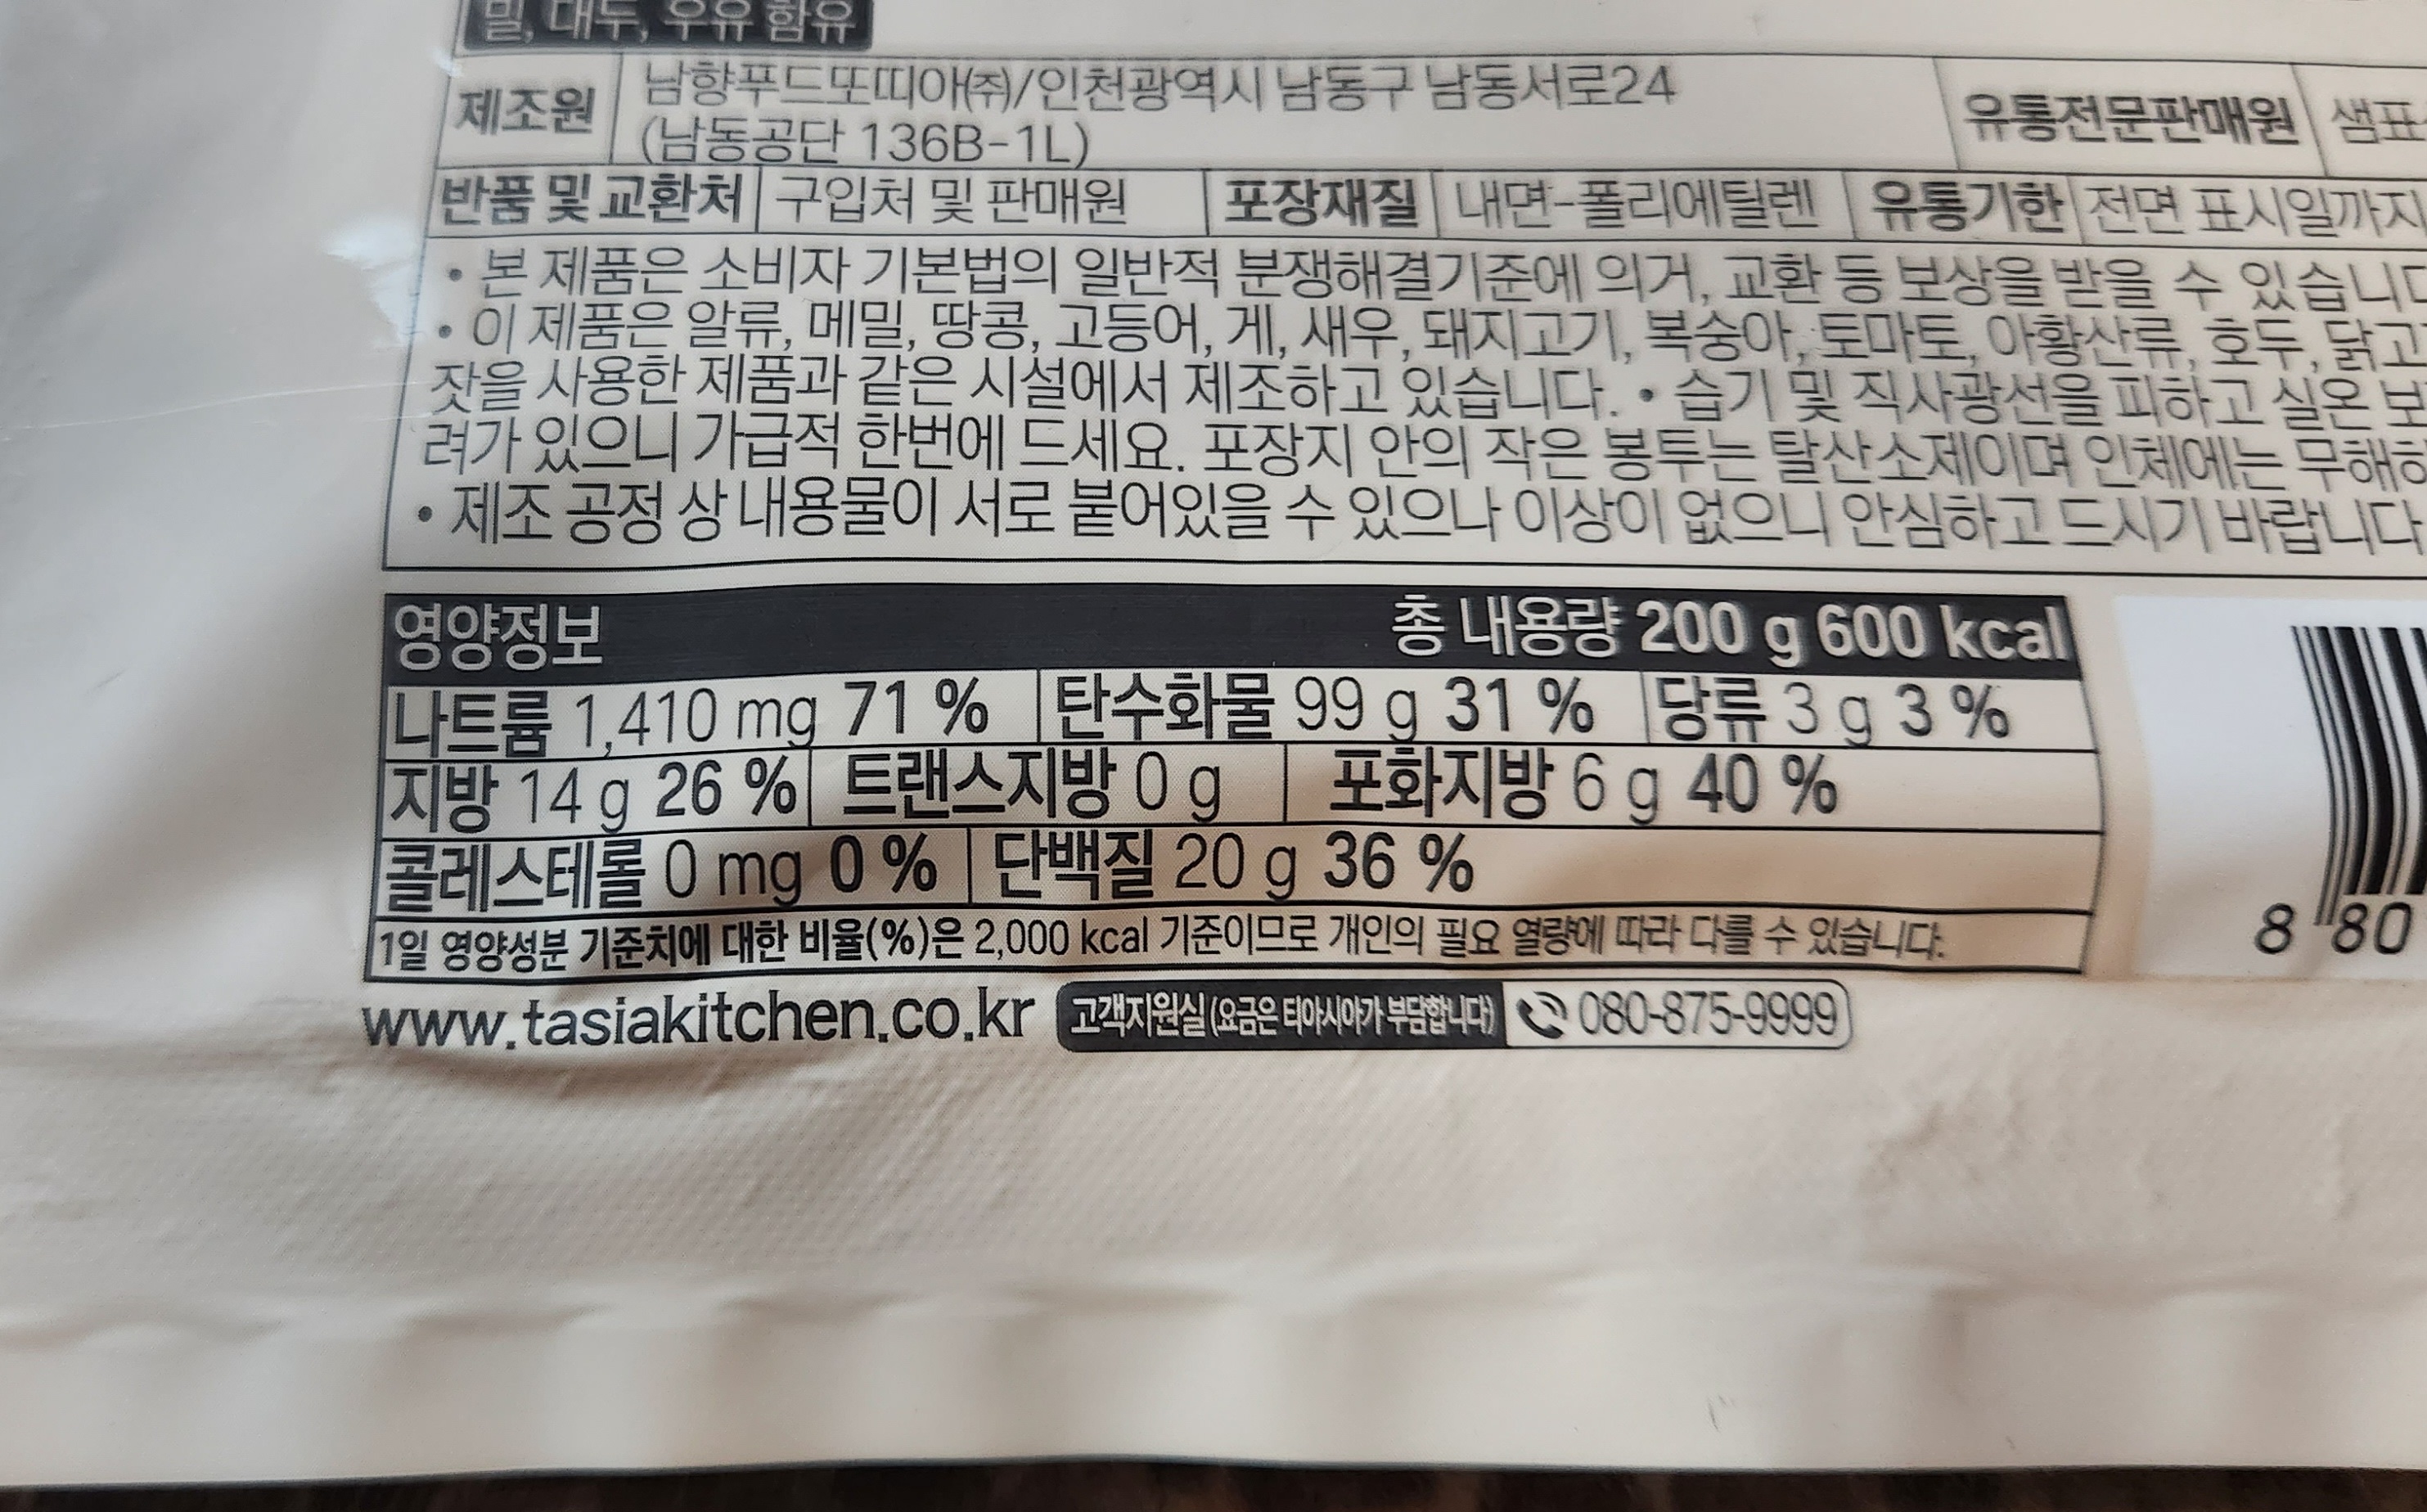 밀, 대두, 우유 함유
제조원 남향푸드또띠아(주)/인천광역시 남동구 남동서로24
(남동공단 136B-1L)
유통전문판매원 샘표
반품 및 교환처 구입처 및 판매원 포장재질 내면-폴리에틸렌 유통기한 전면 표시일까지
• 본 제품은 소비자 기본법의 일반적 분쟁해결기준에 의거, 교환 등 보상을 받을 수 있습니다
• 이 제품은 알류, 메밀, 땅콩, 고등어, 게, 새우, 돼지고기, 복숭아, 토마토, 아황산류, 호두, 닭고
잣을 사용한 제품과 같은 시설에서 제조하고 있습니다. • 습기 및 직사광선을 피하고 실온 보
려가 있으니 가급적 한번에 드세요. 포장지 안의 작은 봉투는 탈산소제이며 인체에는 무해하
• 제조 공정 상 내용물이 서로 붙어있을 수 있으나 이상이 없으니 안심하고 드시기 바랍니다
영양정보 총 내용량 200 g 600 kcal
나트륨 1,410 mg 71 % 탄수화물 99 g 31 % 당류 3 g 3 %
지방 14 g 26 % 트랜스지방 0 g 포화지방 6 g 40 %
콜레스테롤 0 mg 0 % 단백질 20 g 36 %
1일 영양성분 기준치에 대한 비율(%)은 2,000 kcal 기준이므로 개인의 필요 열량에 따라 다를 수 있습니다.
8 80
www.tasiakitchen.co.kr 고객지원실 (요금은 티아시아가 부담합니다) 080-875-9999